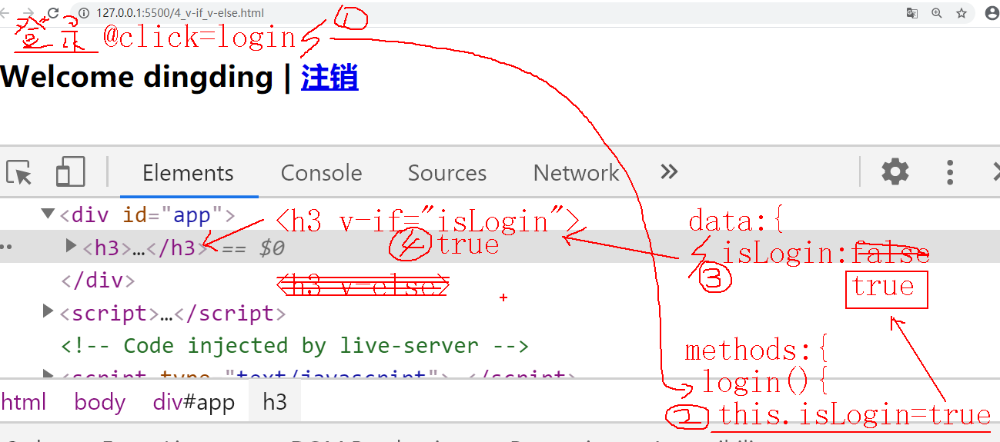 127.0.0.1:5500/4_v-if_v-else.html
登录 @click=login ①
Welcome dingding | 注销
Elements Console Sources Network
<div id="app"> <h3 v-if="isLogin"> data:{
<h3>…</h3> == $0 ④ true ③ isLogin:false
</div> <h3 v-else> true
<script>…</script>
<!-- Code injected by live-server --> methods:{
<script type="text/javascript">…</script> login(){
html body div#app h3 ② this.isLogin=true